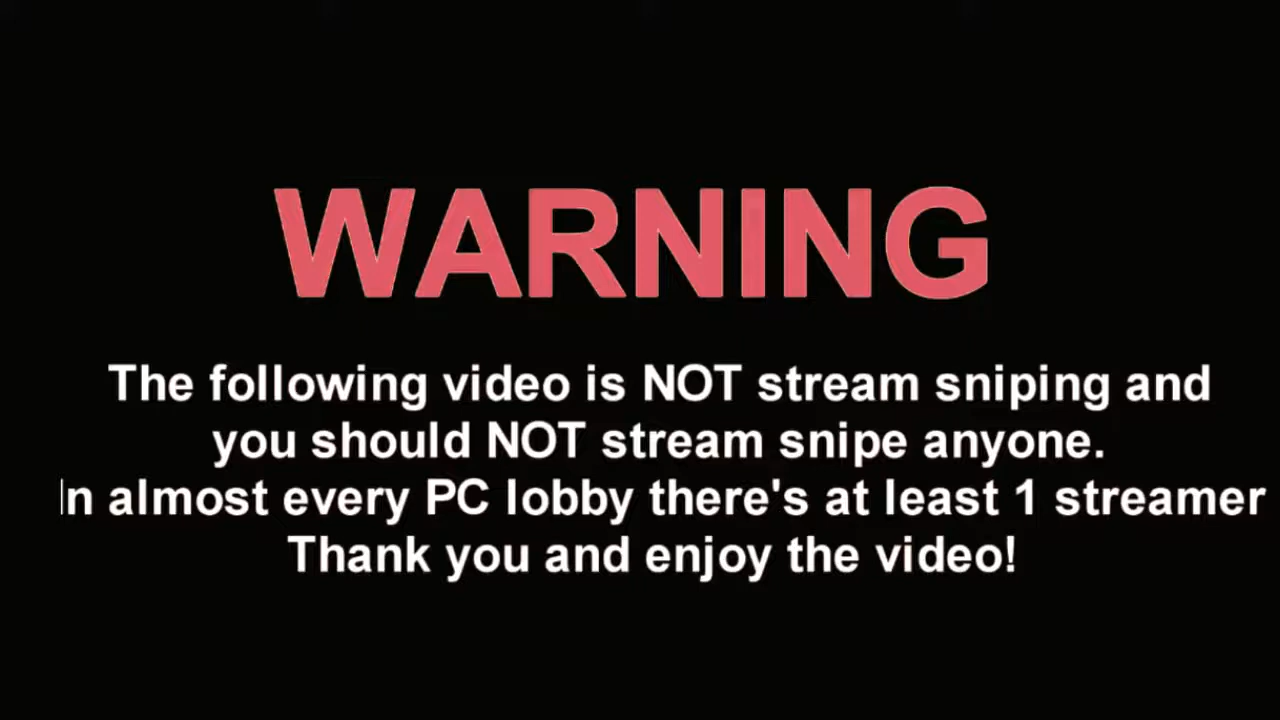 WARNING
The following video is NOT stream sniping and
you should NOT stream snipe anyone.
In almost every PC lobby there's at least 1 streamer
Thank you and enjoy the video!